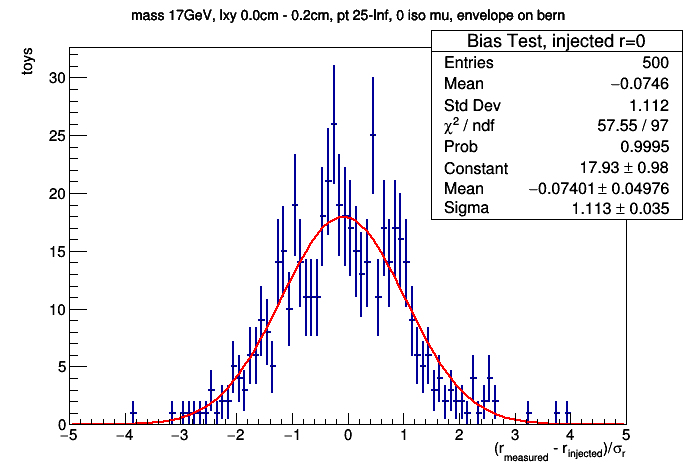 mass 17GeV, lxy 0.0cm - 0.2cm, pt 25-Inf, 0 iso mu, envelope on bern
toys
Bias Test, injected r=0
Entries 500
Mean −0.0746
Std Dev 1.112
χ² / ndf 57.55 / 97
Prob 0.9995
Constant 17.93 ± 0.98
Mean −0.07401 ± 0.04976
Sigma 1.113 ± 0.035
30
25
20
15
10
5
0
−5 −4 −3 −2 −1 0 1 2 3 4 5
(r_measured - r_injected)/σ_r